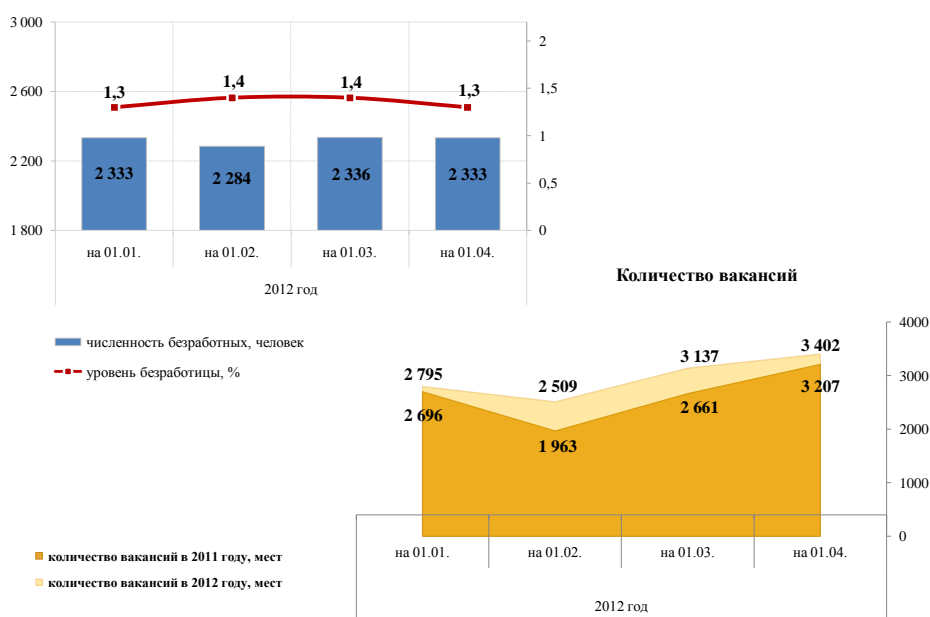 3 000
2 600
2 200
1 800
2
1,5
1
0,5
0
1,3
1,4
1,4
1,3
2 333
2 284
2 336
2 333
на 01.01.
на 01.02.
на 01.03.
на 01.04.
2012 год
численность безработных, человек
уровень безработицы, %
Количество вакансий
4000
3000
2000
1000
0
2 795
2 509
3 137
3 402
2 696
1 963
2 661
3 207
на 01.01.
на 01.02.
на 01.03.
на 01.04.
2012 год
количество вакансий в 2011 году, мест
количество вакансий в 2012 году, мест